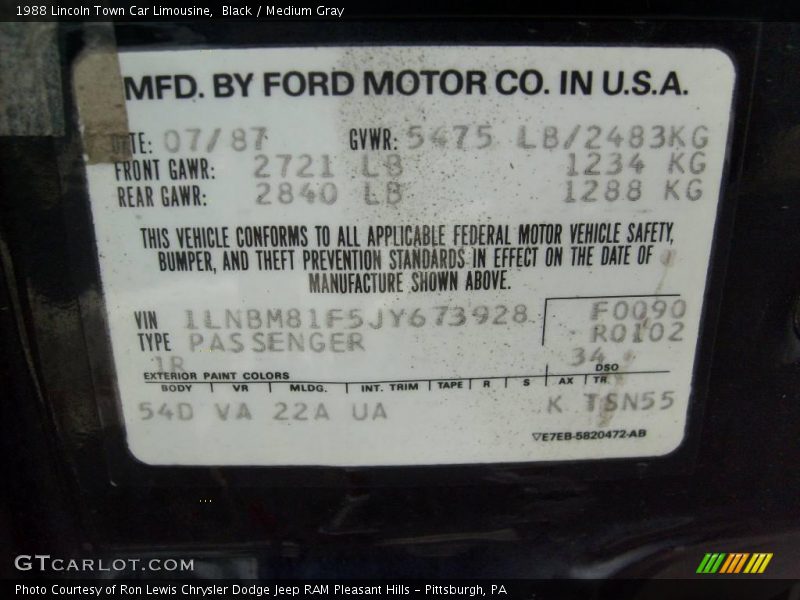 1988 Lincoln Town Car Limousine, Black / Medium Gray
MFD. BY FORD MOTOR CO. IN U.S.A.
DATE: 07/87 GVWR: 5475 LB/2483KG
FRONT GAWR: 2721 LB 1234 KG
REAR GAWR: 2840 LB 1288 KG
THIS VEHICLE CONFORMS TO ALL APPLICABLE FEDERAL MOTOR VEHICLE SAFETY,
BUMPER, AND THEFT PREVENTION STANDARDS IN EFFECT ON THE DATE OF
MANUFACTURE SHOWN ABOVE.
VIN 1LNBM81F5JY673928 F0090
TYPE PASSENGER R0102
1B 34
EXTERIOR PAINT COLORS DSO
BODY VR MLDG. INT. TRIM TAPE R S AX TR.
54D VA 22A UA K TSN55
▽E7EB-5820472-AB
GTCARLOT.COM
Photo Courtesy of Ron Lewis Chrysler Dodge Jeep RAM Pleasant Hills - Pittsburgh, PA